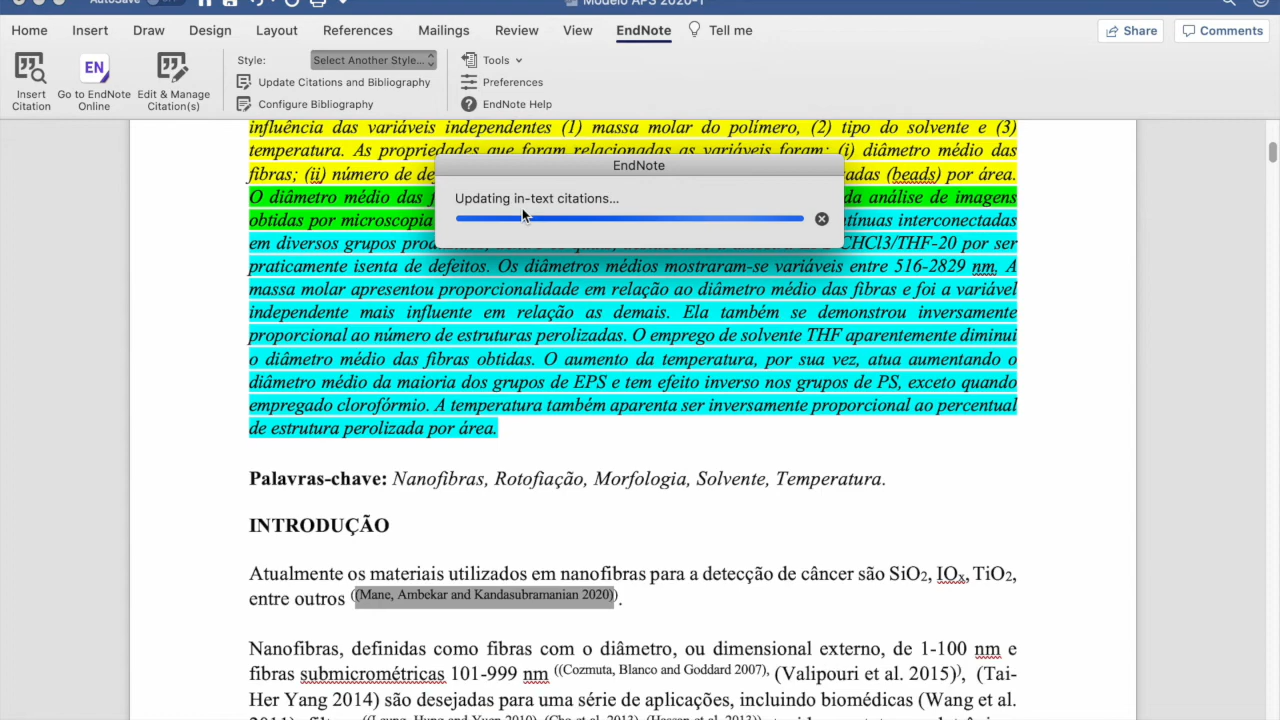 AutoSave
Modelo APS 2020-1
Home Insert Draw Design Layout References Mailings Review View EndNote Tell me Share Comments
Style: Select Another Style... Tools
EN Update Citations and Bibliography Preferences
Insert Citation Go to EndNote Online Edit & Manage Citation(s) Configure Bibliography EndNote Help
influência das variáveis independentes (1) massa molar do polímero, (2) tipo do solvente e (3)
temperatura. As propriedades que foram relacionadas as variáveis foram: (i) diâmetro médio das
EndNote
fibras; (ii) número de adas (beads) por área.
Updating in-text citations...
O diâmetro médio das da análise de imagens
obtidas por microscopia tínuas interconectadas
em diversos grupos CHCl3/THF-20 por ser
praticamente isenta de defeitos. Os diâmetros médios mostraram-se variáveis entre 516-2829 nm. A
massa molar apresentou proporcionalidade em relação ao diâmetro médio das fibras e foi a variável
independente mais influente em relação as demais. Ela também se demonstrou inversamente
proporcional ao número de estruturas perolizadas. O emprego de solvente THF aparentemente diminui
o diâmetro médio das fibras obtidas. O aumento da temperatura, por sua vez, atua aumentando o
diâmetro médio da maioria dos grupos de EPS e tem efeito inverso nos grupos de PS, exceto quando
empregado clorofórmio. A temperatura também aparenta ser inversamente proporcional ao percentual
de estrutura perolizada por área.
Palavras-chave: Nanofibras, Rotofiação, Morfologia, Solvente, Temperatura.
INTRODUÇÃO
Atualmente os materiais utilizados em nanofibras para a detecção de câncer são SiO2, IOx, TiO2,
entre outros ((Mane, Ambekar and Kandasubramanian 2020)).
Nanofibras, definidas como fibras com o diâmetro, ou dimensional externo, de 1-100 nm e
fibras submicrométricas 101-999 nm ((Cozmuta, Blanco and Goddard 2007), (Valipouri et al. 2015)), (Tai-
Her Yang 2014) são desejadas para uma série de aplicações, incluindo biomédicas (Wang et al.